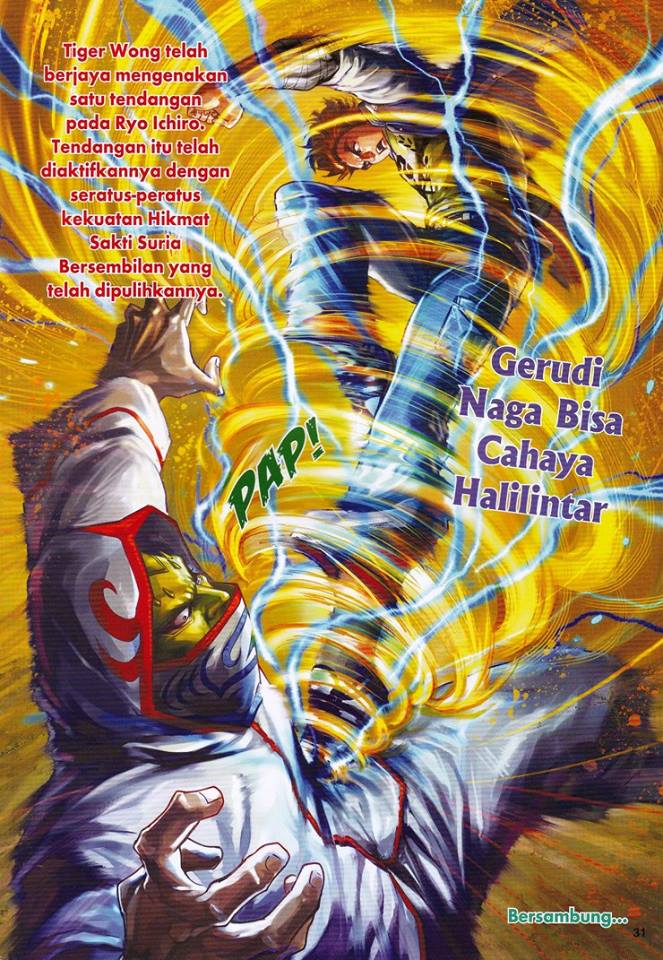 Tiger Wong telah
berjaya mengenakan
satu tendangan
pada Ryo Ichiro.
Tendangan itu telah
diaktifkannya dengan
seratus-peratus
kekuatan Hikmat
Sakti Suria
Bersembilan yang
telah dipulihkannya.
Gerudi
Naga Bisa
Cahaya
Halilintar
PAP!
Bersambung...
31